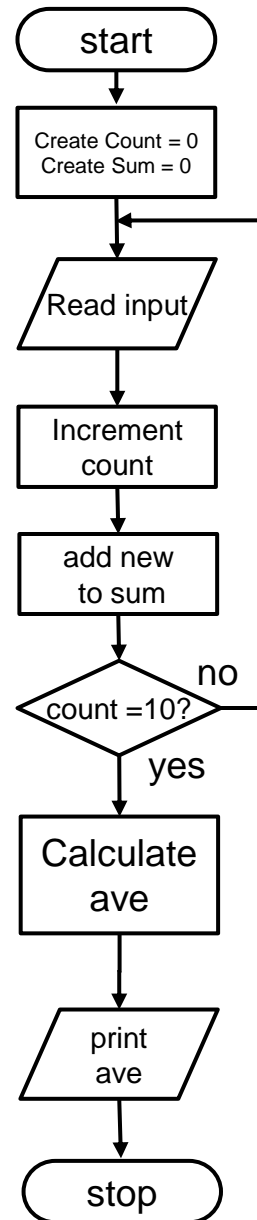 start
Create Count = 0
Create Sum = 0
Read input
Increment
count
add new
to sum
count =10?
no
yes
Calculate
ave
print
ave
stop